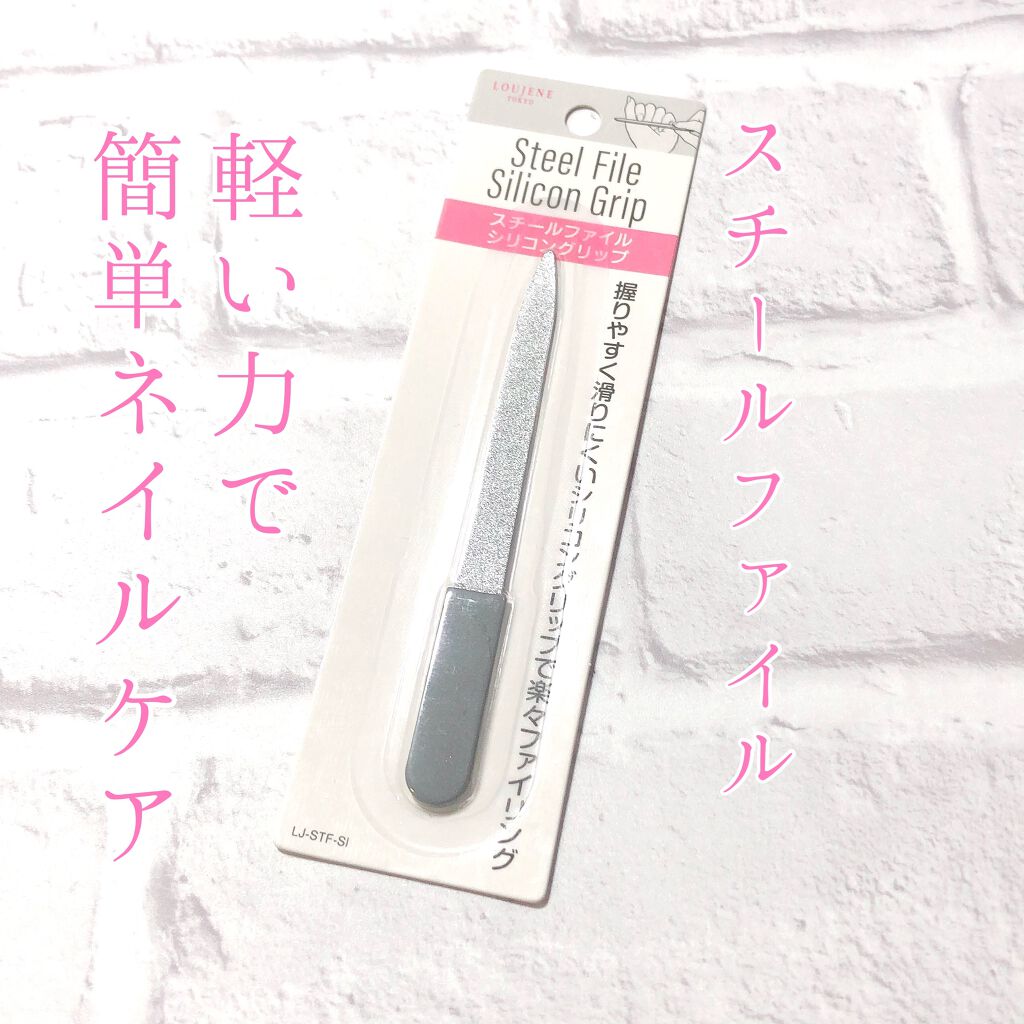 スチールファイル
軽い力で
簡単ネイルケア
LOUJENE
TOKYO
Steel File
Silicon Grip
スチールファイル
シリコングリップ
握りやすく滑りにくいシリコングリップで楽々ファイリング
LJ-STF-SI